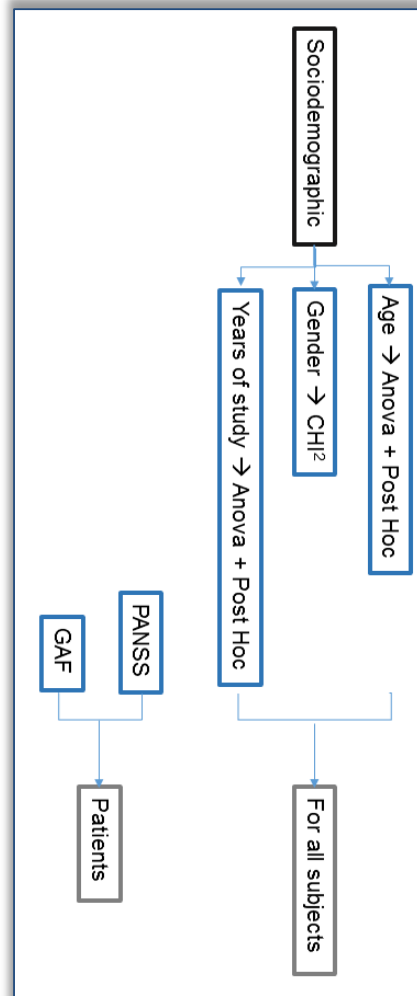 Sociodemographic
Age → Anova + Post Hoc
Gender → CHI²
Years of study → Anova + Post Hoc
For all subjects
PANSS
GAF
Patients